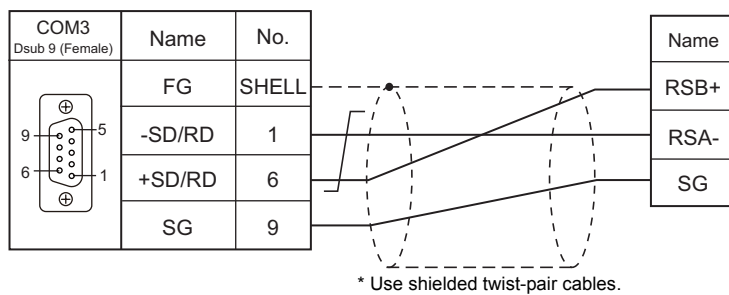 COM3
Dsub 9 (Female)
Name
No.
Name
FG
SHELL
RSB+
-SD/RD
1
RSA-
+SD/RD
6
SG
SG
9
9
5
6
1
* Use shielded twist-pair cables.